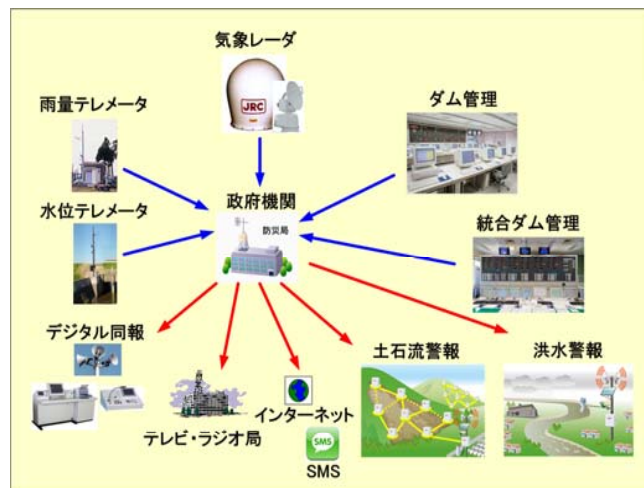 気象レーダ
JRC
雨量テレメータ
ダム管理
水位テレメータ
政府機関
防災局
統合ダム管理
デジタル同報
テレビ・ラジオ局
インターネット
SMS
SMS
土石流警報
洪水警報